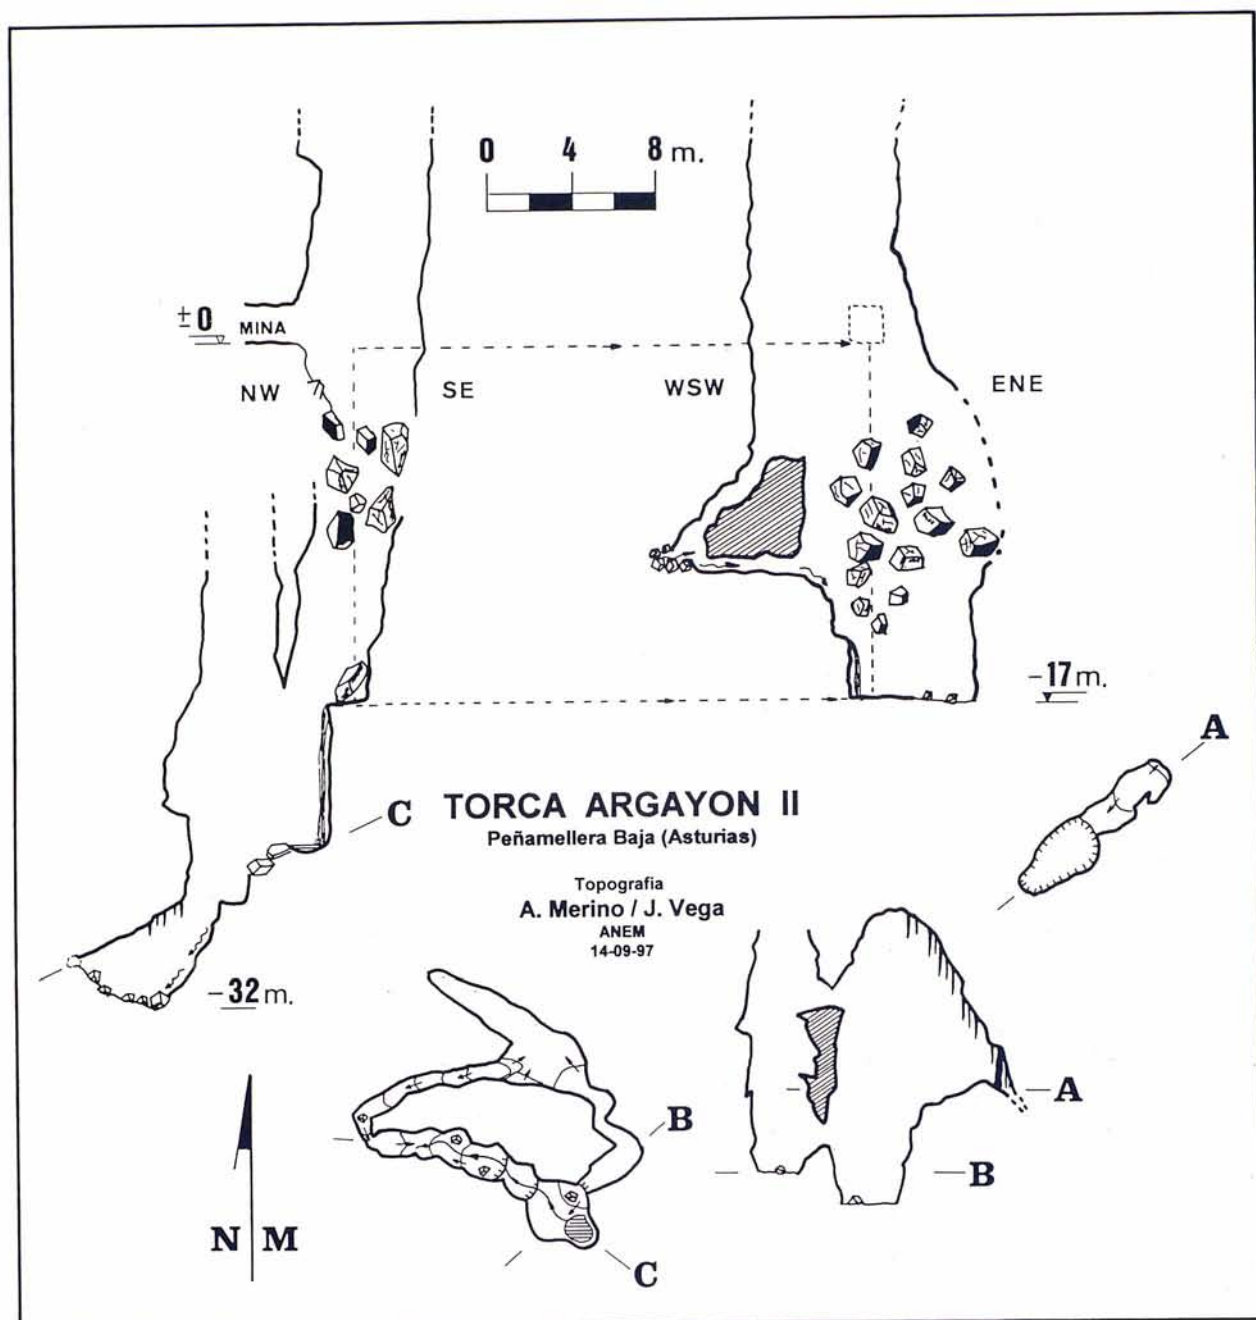 0 4 8 m.
±0 MINA
NW SE WSW ENE
-17 m.
A
C TORCA ARGAYON II
Peñamellera Baja (Asturias)
Topografia
A. Merino / J. Vega
ANEM
14-09-97
-32 m.
A
B
B
N M
C